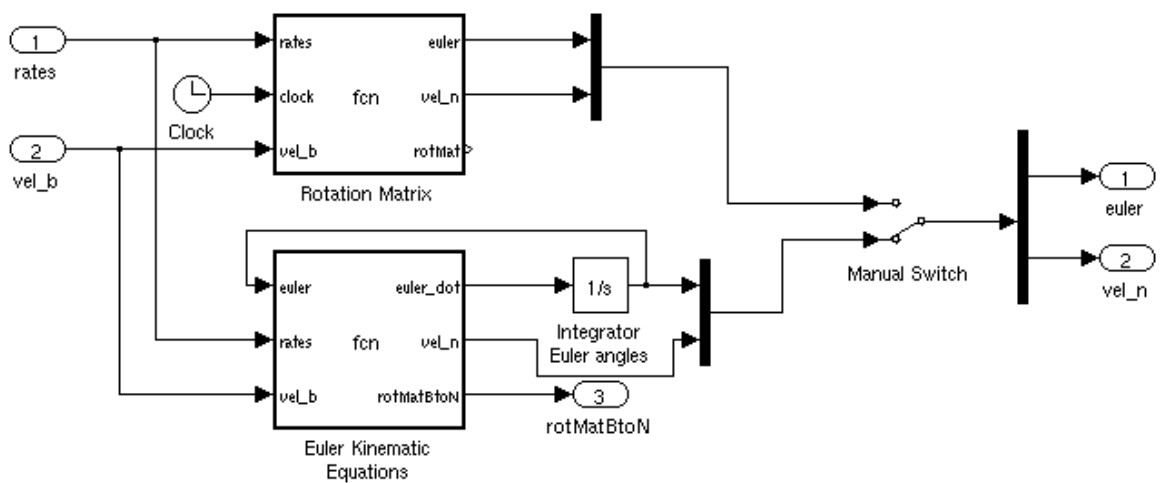 1
rates
2
vel_b
Clock
rates
clock
vel_b
fcn
euler
vel_n
rotMat
Rotation Matrix
euler
rates
vel_b
fcn
euler_dot
vel_n
rotMatBtoN
Euler Kinematic
Equations
1/s
Integrator
Euler angles
3
rotMatBtoN
Manual Switch
1
euler
2
vel_n